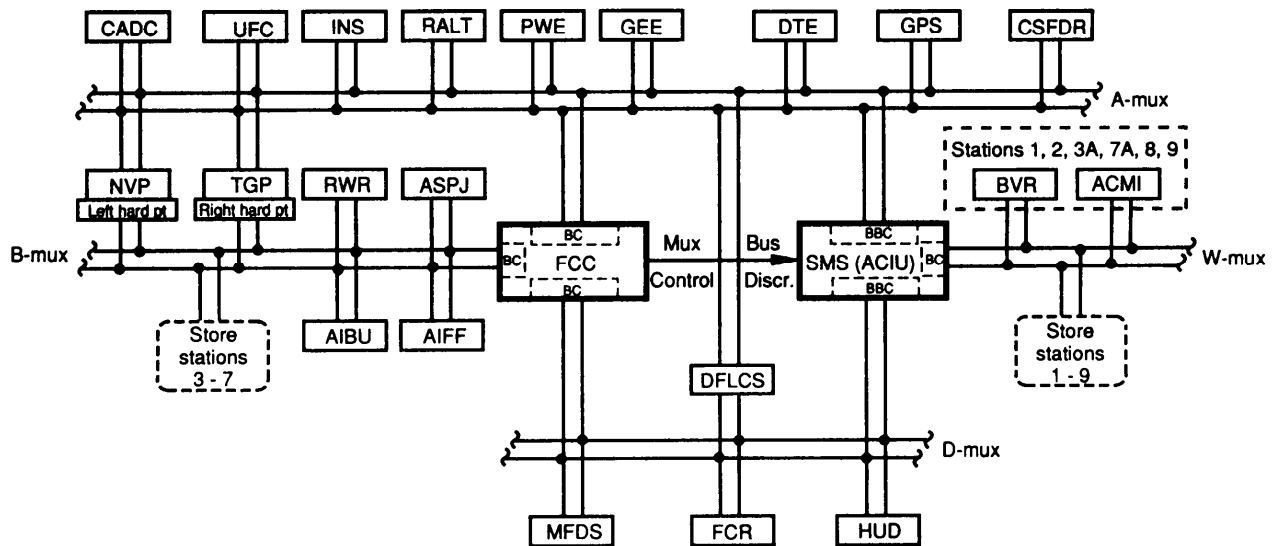 CADC UFC INS RALT PWE GEE DTE GPS CSFDR
A-mux
Stations 1, 2, 3A, 7A, 8, 9
NVP TGP RWR ASPJ BVR ACMI
Left hard pt Right hard pt
BC BBC
B-mux BC FCC Mux Bus SMS (ACIU) BC W-mux
Control Discr.
BC BBC
Store
stations
3 - 7
AIBU AIFF
Store
stations
1 - 9
DFLCS
D-mux
MFDS FCR HUD